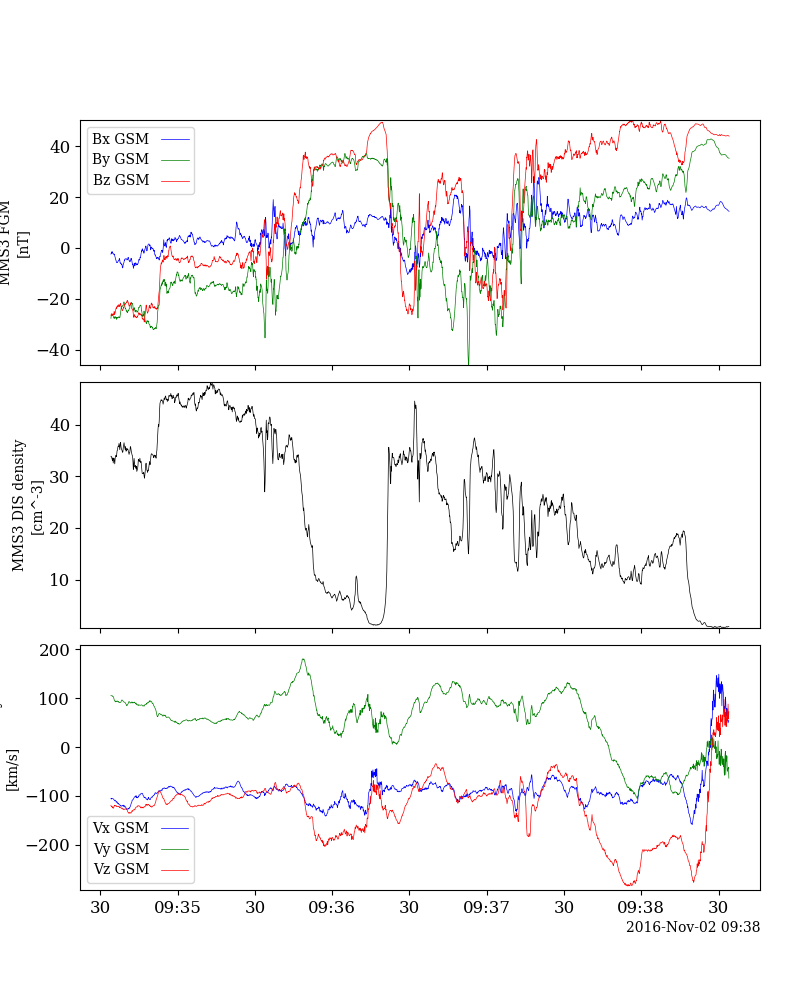 40
20
0
−20
−40
MMS3 FGM
[nT]
Bx GSM
By GSM
Bz GSM
40
30
20
10
MMS3 DIS density
[cm^-3]
200
100
0
−100
−200
[km/s]
Vx GSM
Vy GSM
Vz GSM
30 09:35 30 09:36 30 09:37 30 09:38 30
2016-Nov-02 09:38